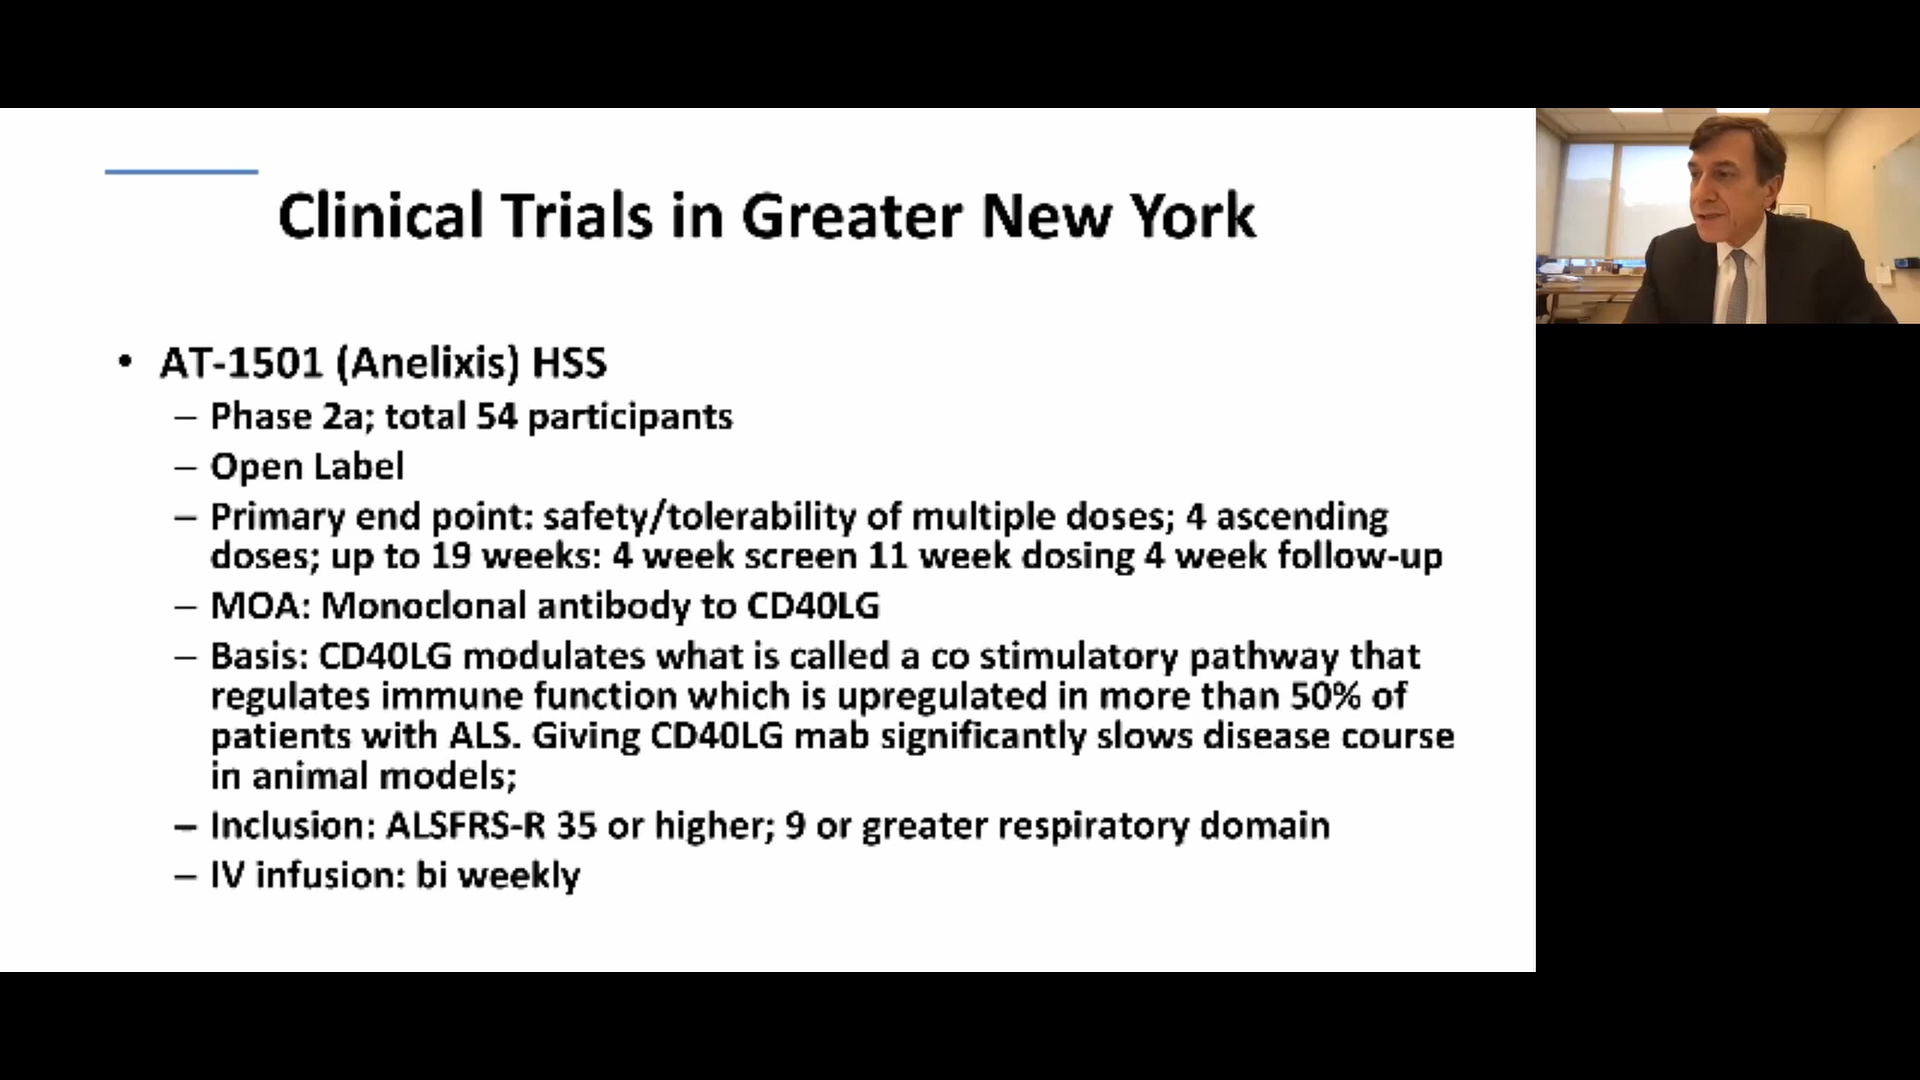 Clinical Trials in Greater New York
• AT-1501 (Anelixis) HSS
– Phase 2a; total 54 participants
– Open Label
– Primary end point: safety/tolerability of multiple doses; 4 ascending
doses; up to 19 weeks: 4 week screen 11 week dosing 4 week follow-up
– MOA: Monoclonal antibody to CD40LG
– Basis: CD40LG modulates what is called a co stimulatory pathway that
regulates immune function which is upregulated in more than 50% of
patients with ALS. Giving CD40LG mab significantly slows disease course
in animal models;
– Inclusion: ALSFRS-R 35 or higher; 9 or greater respiratory domain
– IV infusion: bi weekly